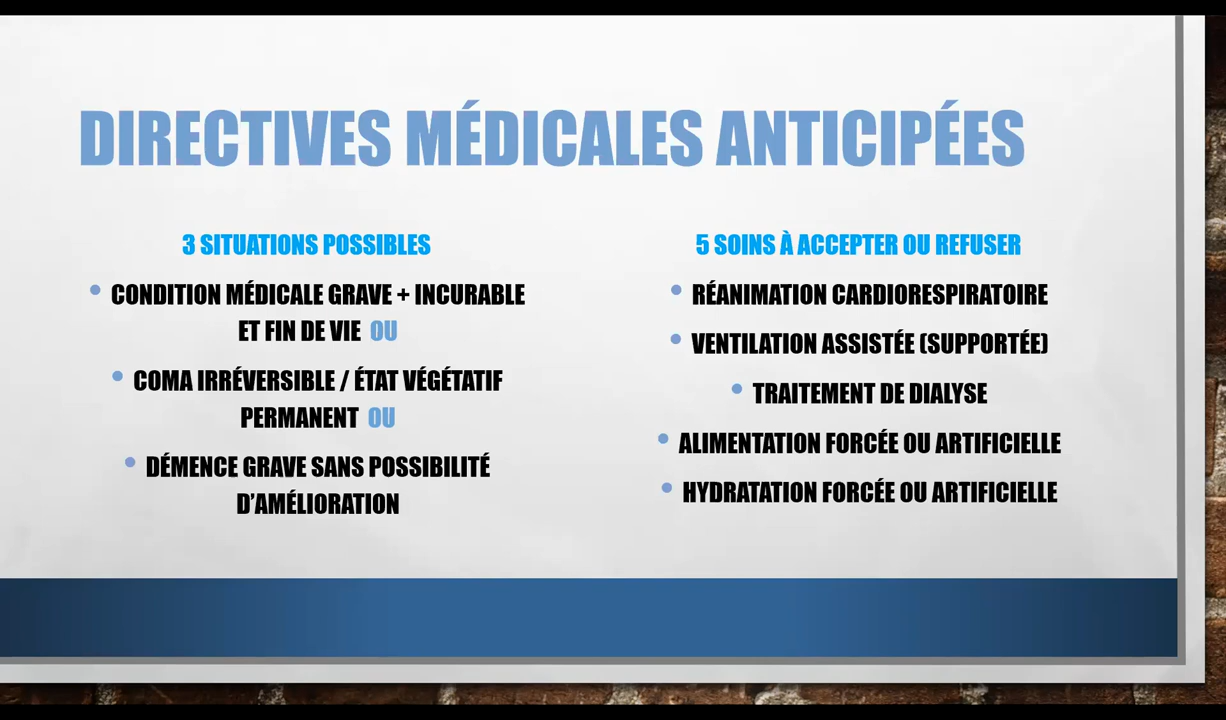 DIRECTIVES MÉDICALES ANTICIPÉES
3 SITUATIONS POSSIBLES
• CONDITION MÉDICALE GRAVE + INCURABLE
ET FIN DE VIE OU
• COMA IRRÉVERSIBLE / ÉTAT VÉGÉTATIF
PERMANENT OU
• DÉMENCE GRAVE SANS POSSIBILITÉ
D'AMÉLIORATION
5 SOINS À ACCEPTER OU REFUSER
• RÉANIMATION CARDIORESPIRATOIRE
• VENTILATION ASSISTÉE (SUPPORTÉE)
• TRAITEMENT DE DIALYSE
• ALIMENTATION FORCÉE OU ARTIFICIELLE
• HYDRATATION FORCÉE OU ARTIFICIELLE